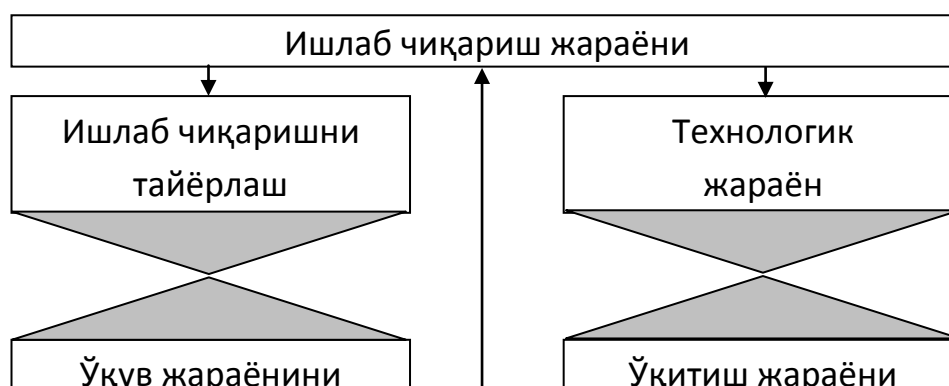 Ишлаб чиқариш жараёни
Ишлаб чиқаришни
тайёрлаш
Технологик
жараён
Ўқув жараёнини
Ўқитиш жараёни